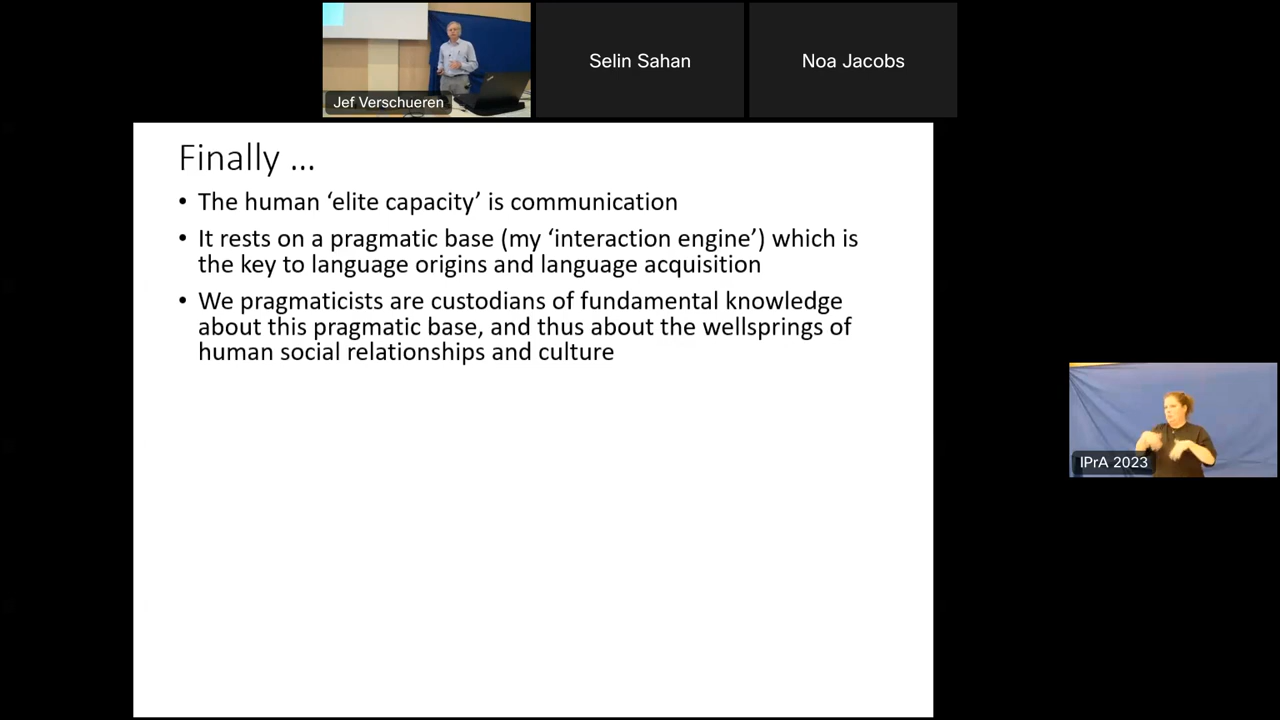 Selin Sahan
Noa Jacobs
Jef Verschueren
Finally ...
• The human ‘elite capacity’ is communication
• It rests on a pragmatic base (my ‘interaction engine’) which is
the key to language origins and language acquisition
• We pragmaticists are custodians of fundamental knowledge
about this pragmatic base, and thus about the wellsprings of
human social relationships and culture
IPrA 2023